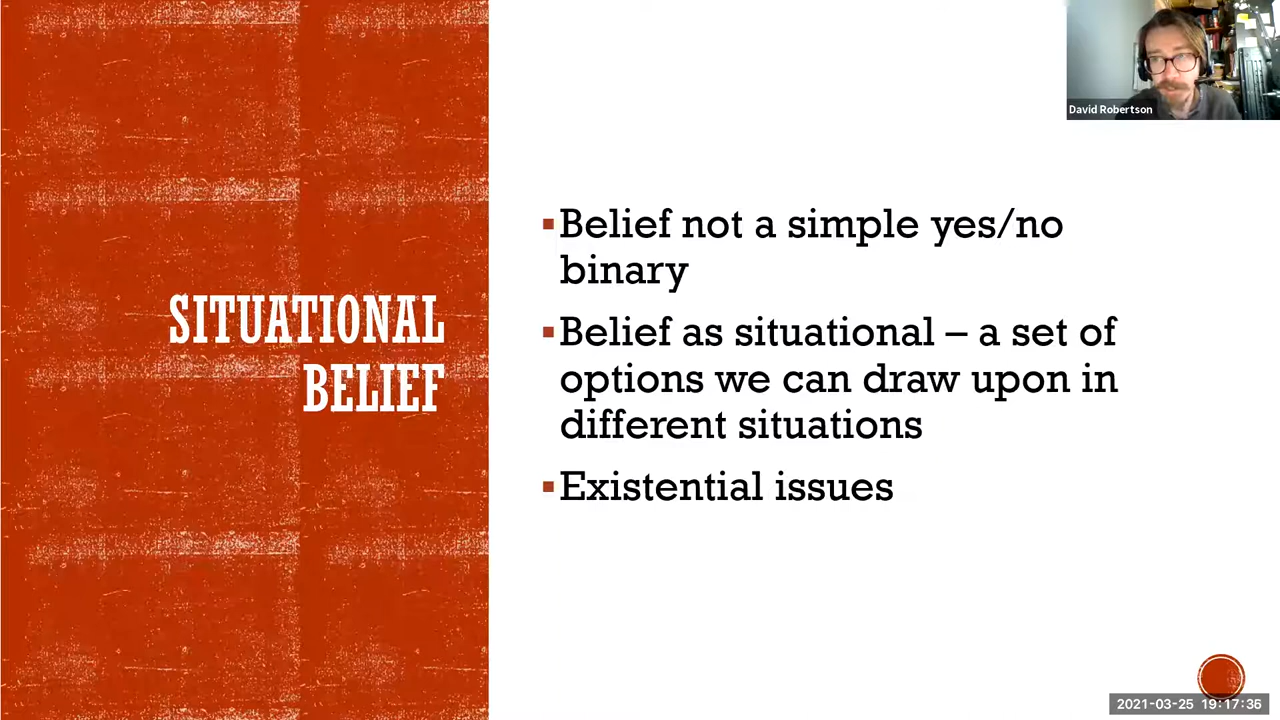 David Robertson
SITUATIONAL
BELIEF
▪Belief not a simple yes/no
binary
▪Belief as situational – a set of
options we can draw upon in
different situations
▪Existential issues
2021-03-25 19:17:36